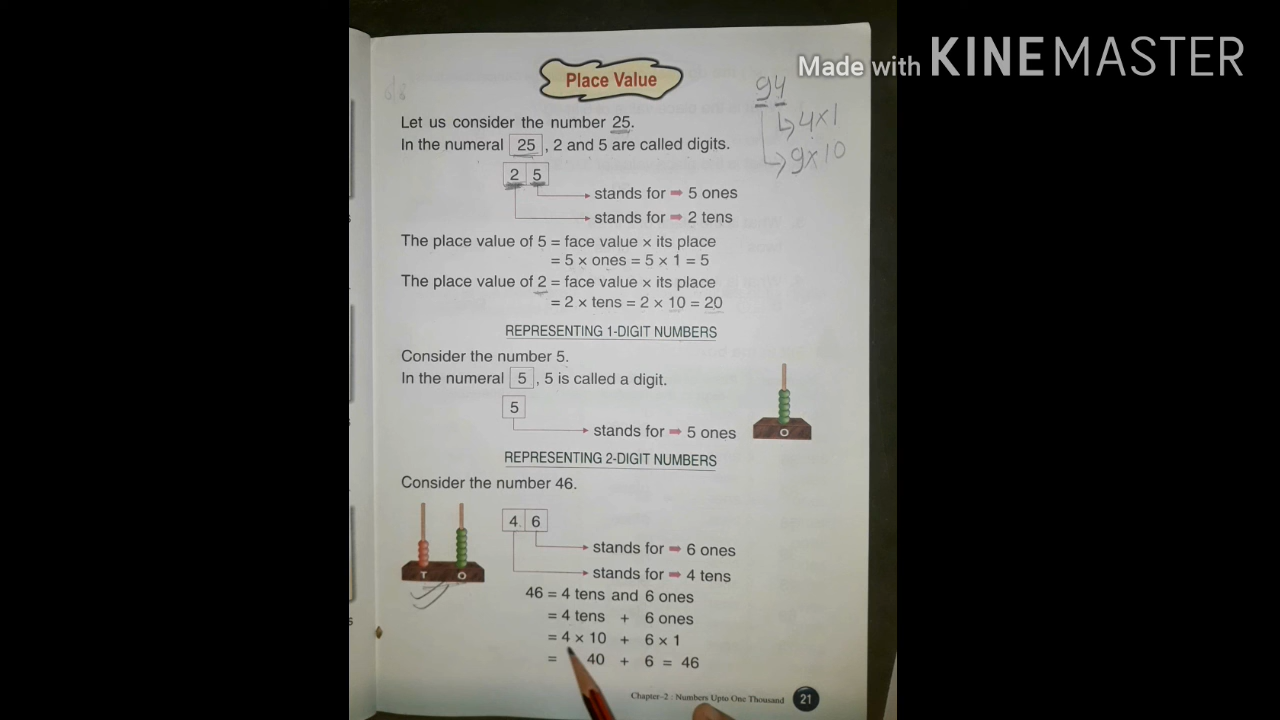 Made with KINEMASTER
Place Value
94
4×1
9×10
Let us consider the number 25.
In the numeral 25 , 2 and 5 are called digits.
2 5
stands for ➡ 5 ones
stands for ➡ 2 tens
The place value of 5 = face value × its place
= 5 × ones = 5 × 1 = 5
The place value of 2 = face value × its place
= 2 × tens = 2 × 10 = 20
REPRESENTING 1-DIGIT NUMBERS
Consider the number 5.
In the numeral 5 , 5 is called a digit.
5
stands for ➡ 5 ones
O
REPRESENTING 2-DIGIT NUMBERS
Consider the number 46.
4 6
stands for ➡ 6 ones
stands for ➡ 4 tens
T O
46 = 4 tens and 6 ones
= 4 tens + 6 ones
= 4 × 10 + 6 × 1
= 40 + 6 = 46
Chapter–2 : Numbers Upto One Thousand 21